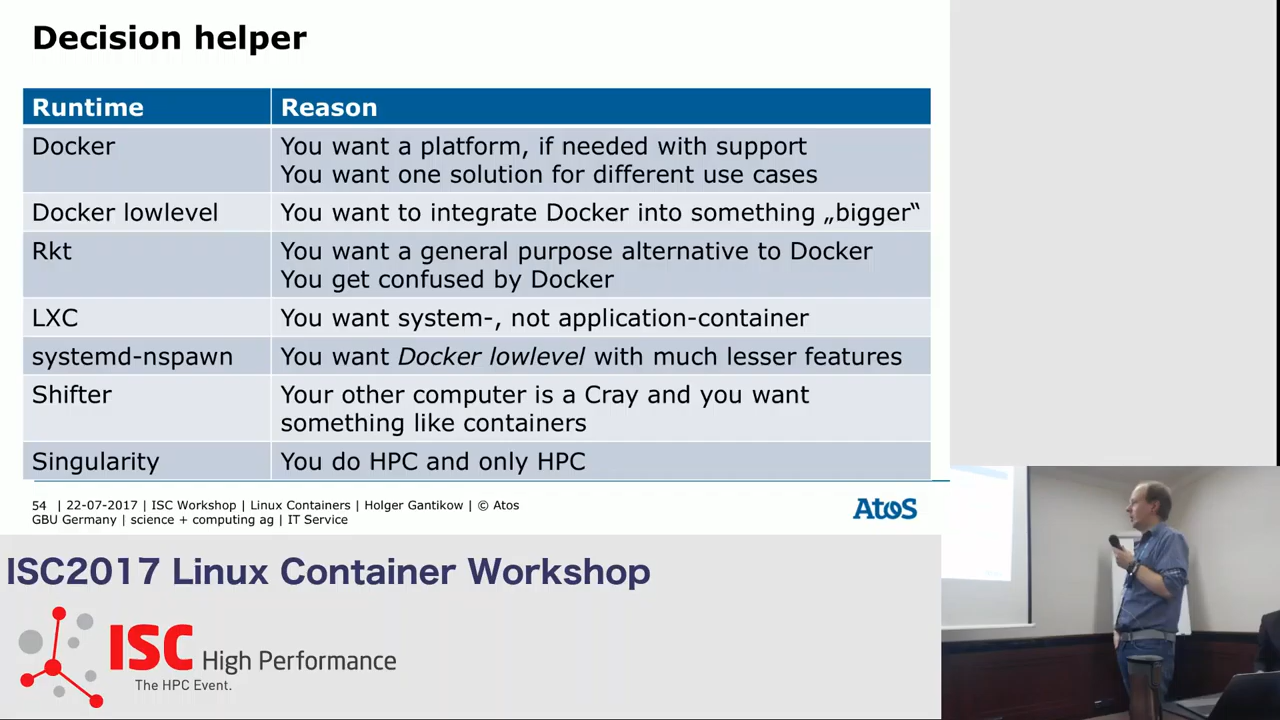 Decision helper
Runtime Reason
Docker You want a platform, if needed with support
You want one solution for different use cases
Docker lowlevel You want to integrate Docker into something „bigger“
Rkt You want a general purpose alternative to Docker
You get confused by Docker
LXC You want system-, not application-container
systemd-nspawn You want Docker lowlevel with much lesser features
Shifter Your other computer is a Cray and you want
something like containers
Singularity You do HPC and only HPC
54 | 22-07-2017 | ISC Workshop | Linux Containers | Holger Gantikow | © Atos
GBU Germany | science + computing ag | IT Service
Atos
ISC2017 Linux Container Workshop
ISC High Performance
The HPC Event.